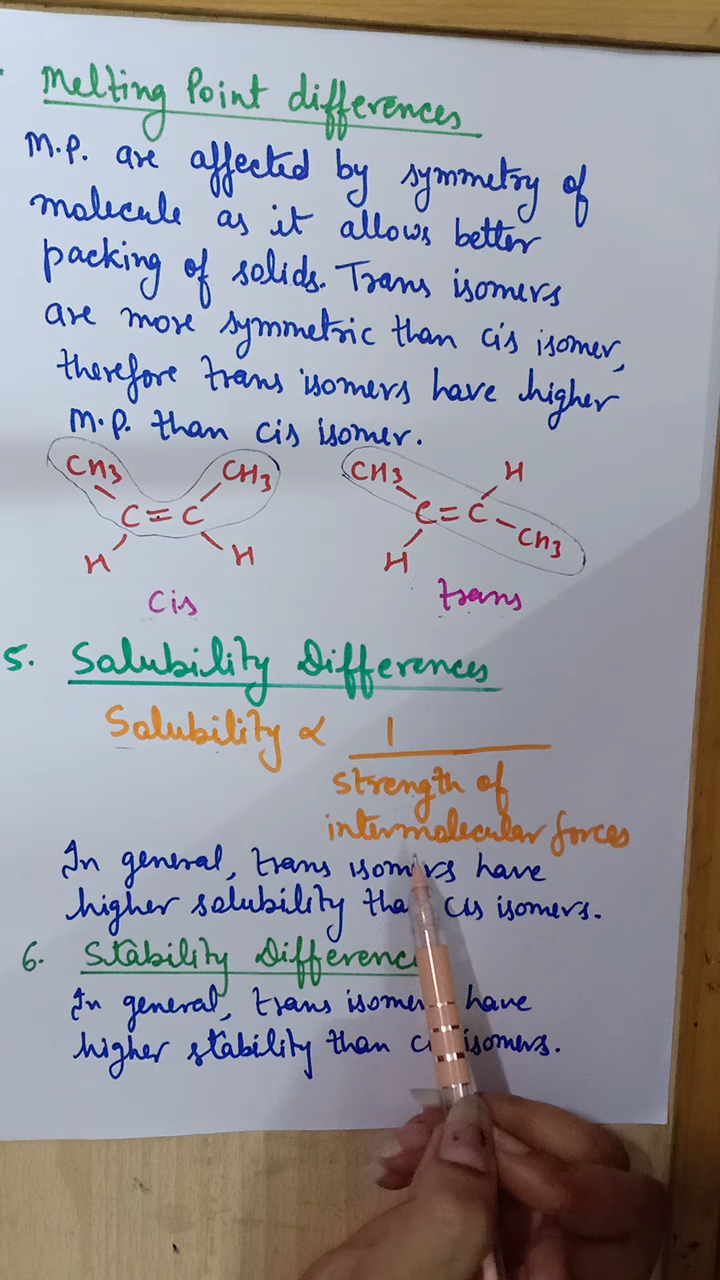 Melting Point differences
M.P. are affected by symmetry of
molecule as it allows better
packing of solids. Trans isomers
are more symmetric than cis isomer,
therefore trans isomers have higher
M.P. than cis isomer.
CH3 CH3 CH3 H
C=C C=C
H H H CH3
Cis trans
5. Solubility Differences
Solubility ∝ 1
strength of
intermolecular forces
In general, trans isomers have
higher solubility than cis isomers.
6. Stability Differenc
In general, trans isomer have
higher stability than c isomers.